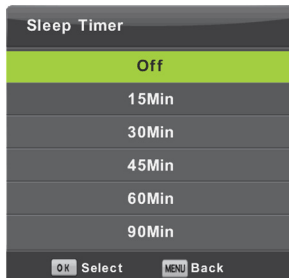 Sleep Timer
Off
15Min
30Min
45Min
60Min
90Min
OK Select MENU Back